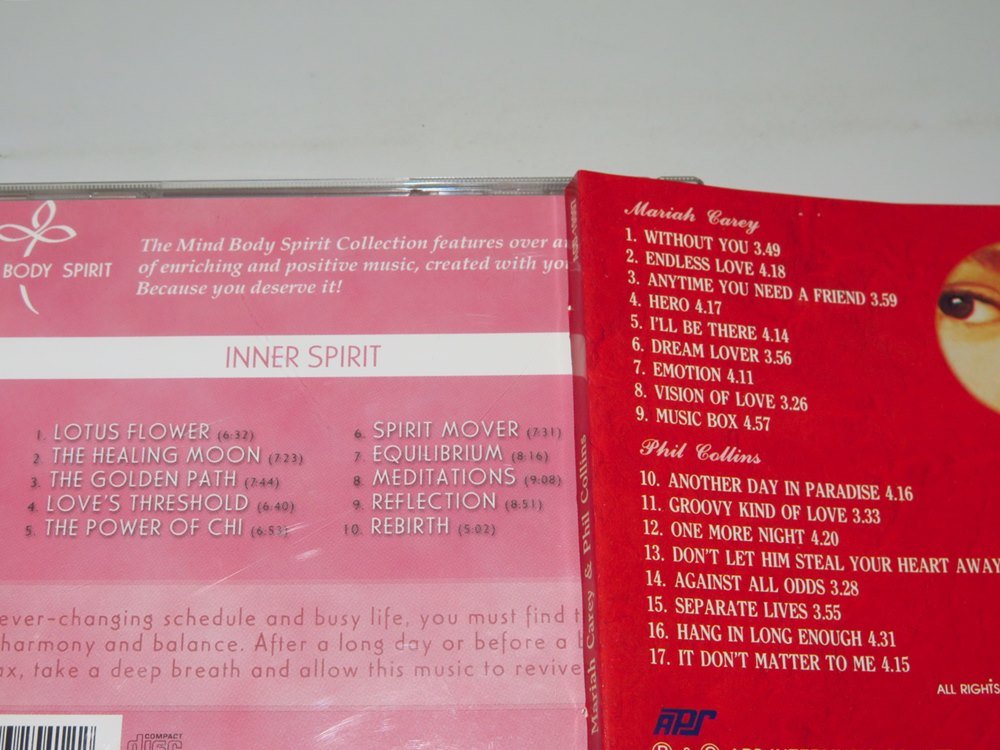 BODY SPIRIT
The Mind Body Spirit Collection features over
of enriching and positive music, created with
Because you deserve it!
INNER SPIRIT
1. LOTUS FLOWER (6:32)
2. THE HEALING MOON (7:23)
3. THE GOLDEN PATH (7:44)
4. LOVE'S THRESHOLD (6:40)
5. THE POWER OF CHI (6:53)
6. SPIRIT MOVER (7:31)
7. EQUILIBRIUM (8:16)
8. MEDITATIONS (9:08)
9. REFLECTION (8:51)
10. REBIRTH (5:02)
ever-changing schedule and busy life, you must find
harmony and balance. After a long day or before a
take a deep breath and allow this music to revive
COMPACT
disc
Mariah Carey & Phil Collins
Mariah Carey
1. WITHOUT YOU 3.49
2. ENDLESS LOVE 4.18
3. ANYTIME YOU NEED A FRIEND 3.59
4. HERO 4.17
5. I'LL BE THERE 4.14
6. DREAM LOVER 3.56
7. EMOTION 4.11
8. VISION OF LOVE 3.26
9. MUSIC BOX 4.57
Phil Collins
10. ANOTHER DAY IN PARADISE 4.16
11. GROOVY KIND OF LOVE 3.33
12. ONE MORE NIGHT 4.20
13. DON'T LET HIM STEAL YOUR HEART AWAY
14. AGAINST ALL ODDS 3.28
15. SEPARATE LIVES 3.55
16. HANG IN LONG ENOUGH 4.31
17. IT DON'T MATTER TO ME 4.15
ALL RIGHTS
APS